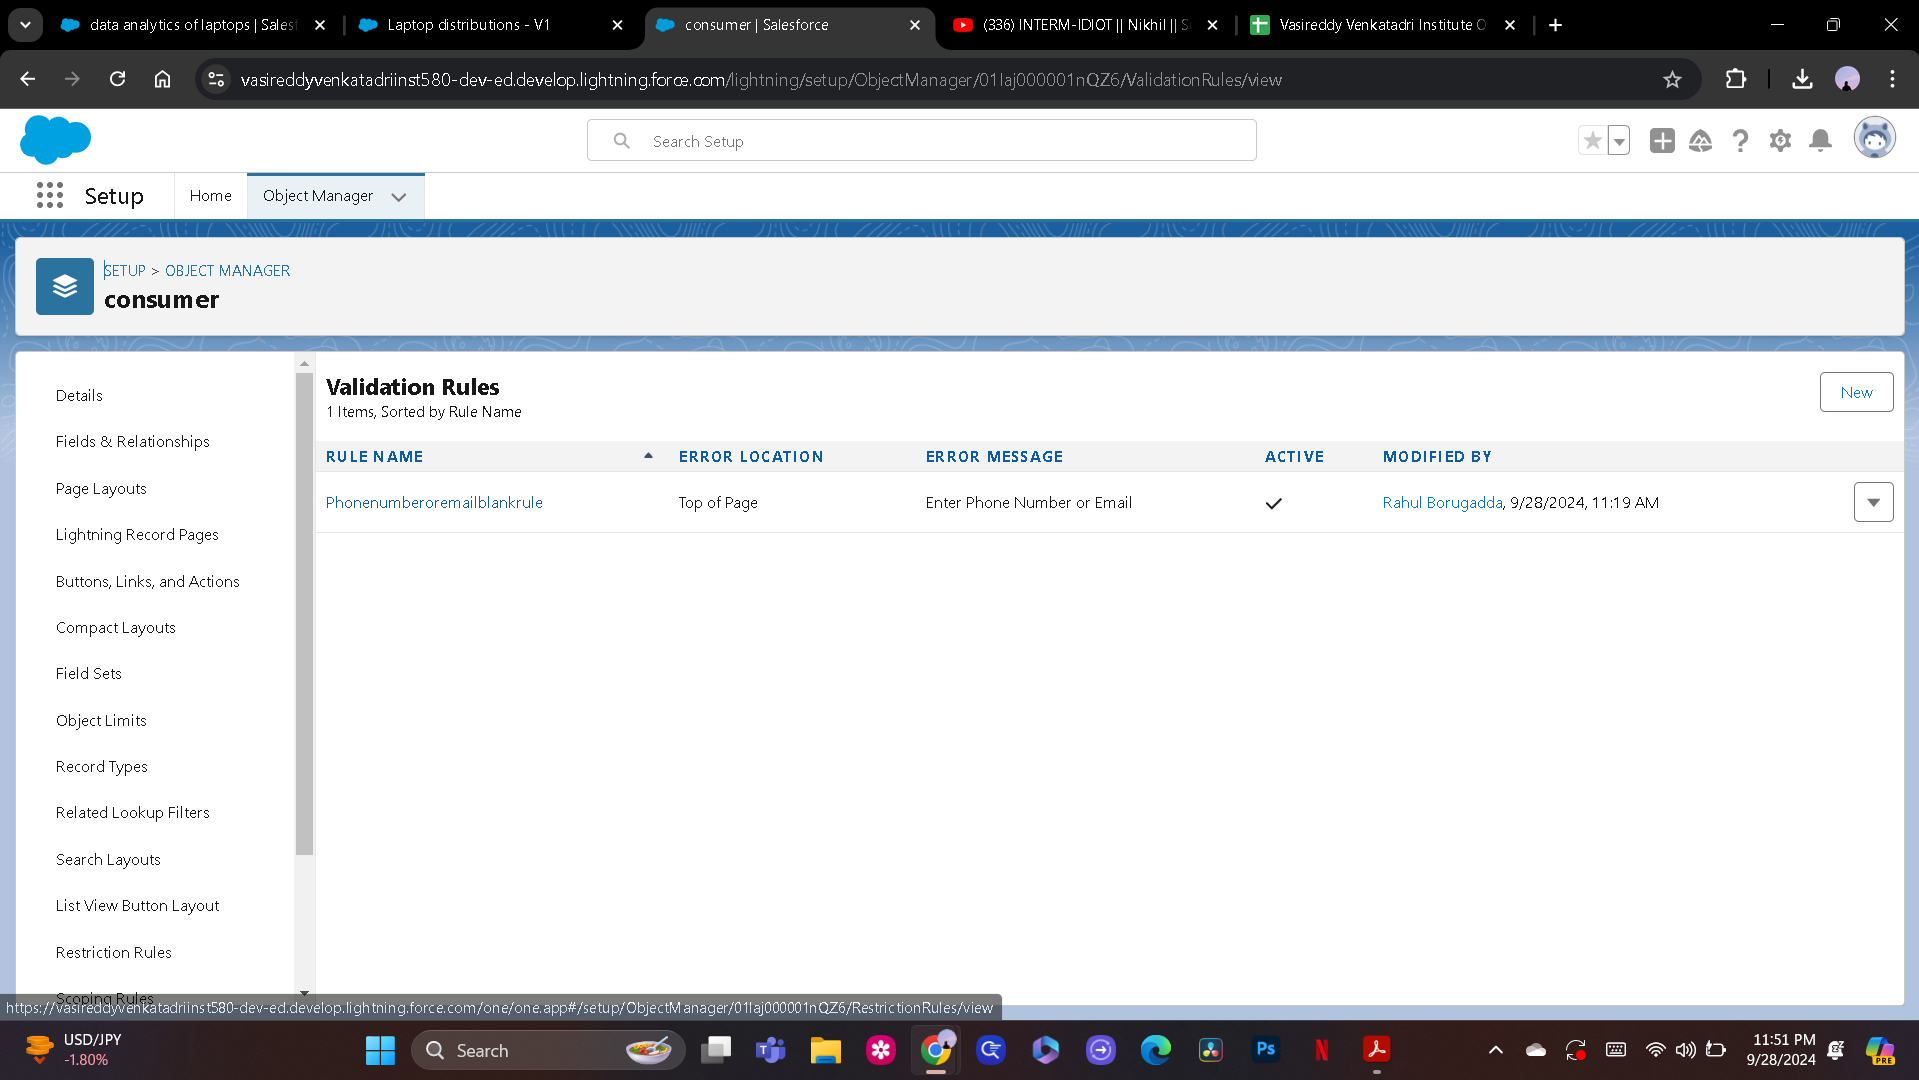 data analytics of laptops | Sales
Laptop distributions - V1
consumer | Salesforce
(336) INTERM-IDIOT || Nikhil || S
Vasireddy Venkatadri Institute O
vasireddyvenkatadriinst580-dev-ed.develop.lightning.force.com/lightning/setup/ObjectManager/01Iaj000001nQZ6/ValidationRules/view
Search Setup
Setup
Home
Object Manager
SETUP > OBJECT MANAGER
consumer
Details
Fields & Relationships
Page Layouts
Lightning Record Pages
Buttons, Links, and Actions
Compact Layouts
Field Sets
Object Limits
Record Types
Related Lookup Filters
Search Layouts
List View Button Layout
Restriction Rules
Scoping Rules
Validation Rules
1 Items, Sorted by Rule Name
New
RULE NAME ERROR LOCATION ERROR MESSAGE ACTIVE MODIFIED BY
Phonenumberoremailblankrule Top of Page Enter Phone Number or Email Rahul Borugadda, 9/28/2024, 11:19 AM
https://vasireddyvenkatadriinst580-dev-ed.develop.lightning.force.com/one/one.app#/setup/ObjectManager/01Iaj000001nQZ6/RestrictionRules/view
USD/JPY
-1.80%
Search
Ps
11:51 PM
9/28/2024
PRE